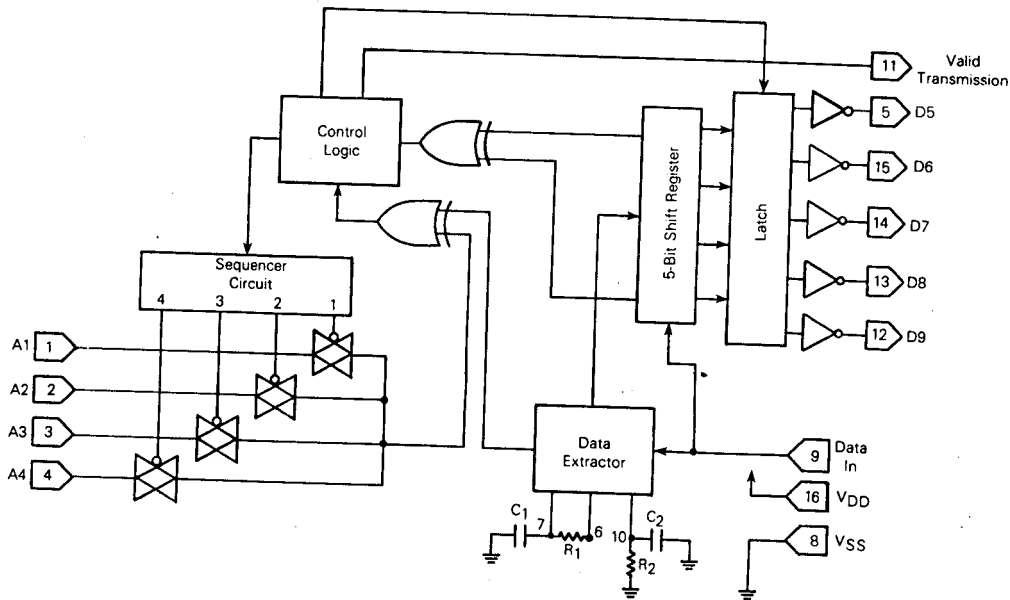 11
Valid
Transmission
5
D5
15
D6
14
D7
13
D8
12
D9
Control
Logic
5-Bit Shift Register
Latch
Sequencer
Circuit
4
3
2
1
A1
1
A2
2
A3
3
A4
4
Data
Extractor
9
Data
In
16
VDD
8
VSS
C1
7
R1
6
10
C2
R2